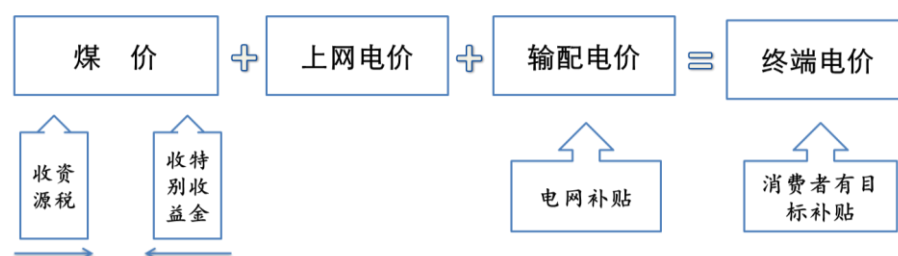 煤 价 + 上网电价 + 输配电价 = 终端电价
收资
源税
收特
别收
益金
电网补贴
消费者有目
标补贴